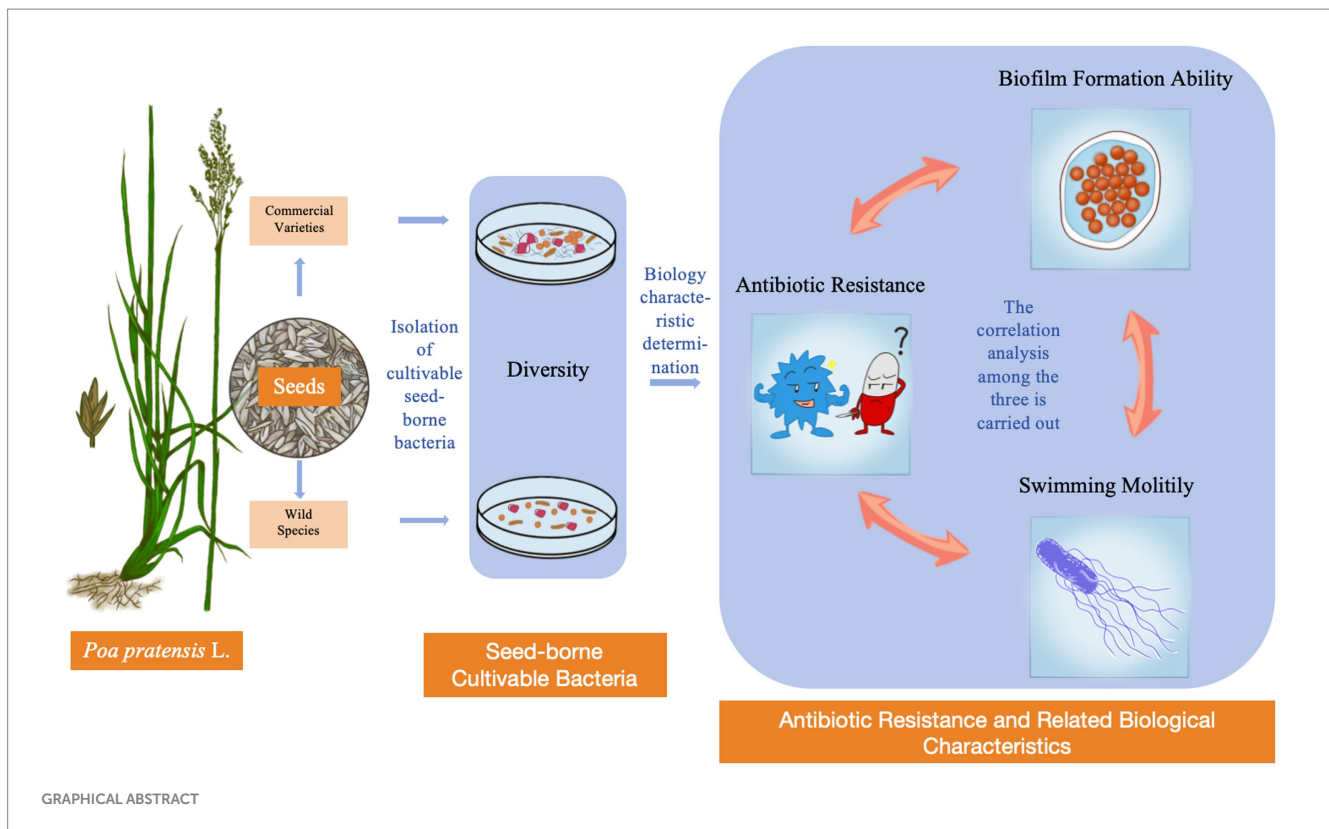 Commercial
Varieties
Seeds
Wild
Species
Poa pratensis L.
Isolation
of
cultivable
seed-
borne
bacteria
Diversity
Seed-borne
Cultivable Bacteria
Biology
characte-
ristic
determi-
nation
Biofilm Formation Ability
Antibiotic Resistance
?
The
correlation
analysis
among the
three is
carried out
Swimming Molitily
Antibiotic Resistance and Related Biological
Characteristics
GRAPHICAL ABSTRACT